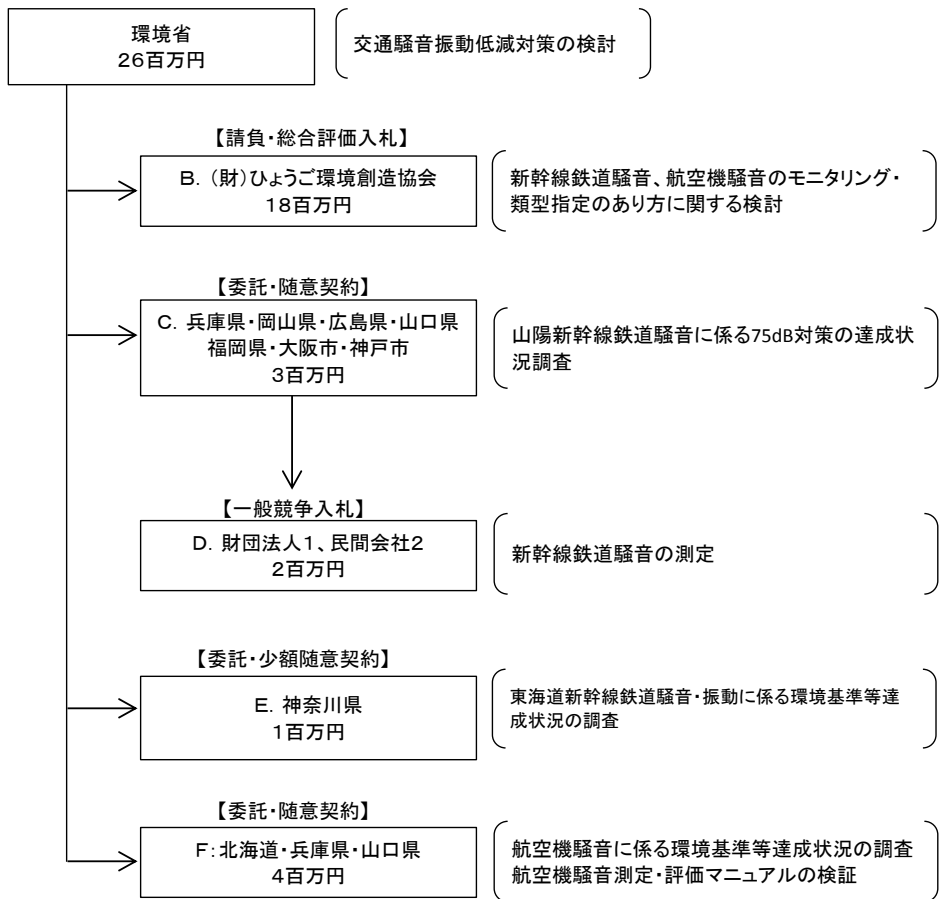 環境省
26百万円
交通騒音振動低減対策の検討
【請負・総合評価入札】
B．（財）ひょうご環境創造協会
18百万円
新幹線鉄道騒音、航空機騒音のモニタリング・
類型指定のあり方に関する検討
【委託・随意契約】
C．兵庫県・岡山県・広島県・山口県
福岡県・大阪市・神戸市
3百万円
山陽新幹線鉄道騒音に係る75dB対策の達成状
況調査
【一般競争入札】
D．財団法人１、民間会社２
2百万円
新幹線鉄道騒音の測定
【委託・少額随意契約】
E．神奈川県
1百万円
東海道新幹線鉄道騒音・振動に係る環境基準等達
成状況の調査
【委託・随意契約】
F：北海道・兵庫県・山口県
4百万円
航空機騒音に係る環境基準等達成状況の調査
航空機騒音測定・評価マニュアルの検証